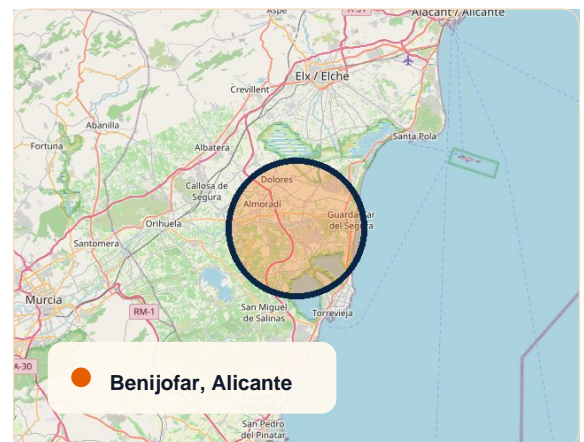 Aspe
Alacant / Alicante
Elx / Elche
Crevillent
Abanilla
Santa Pola
Fortuna
Albatera
Dolores
Callosa de
Segura
Almoradí
Guardamar
del Segura
Orihuela
Santomera
Murcia
RM-1
San Miguel
de Salinas
Torrevieja
A-30
Benijofar, Alicante
San Pedro
del Pinatar